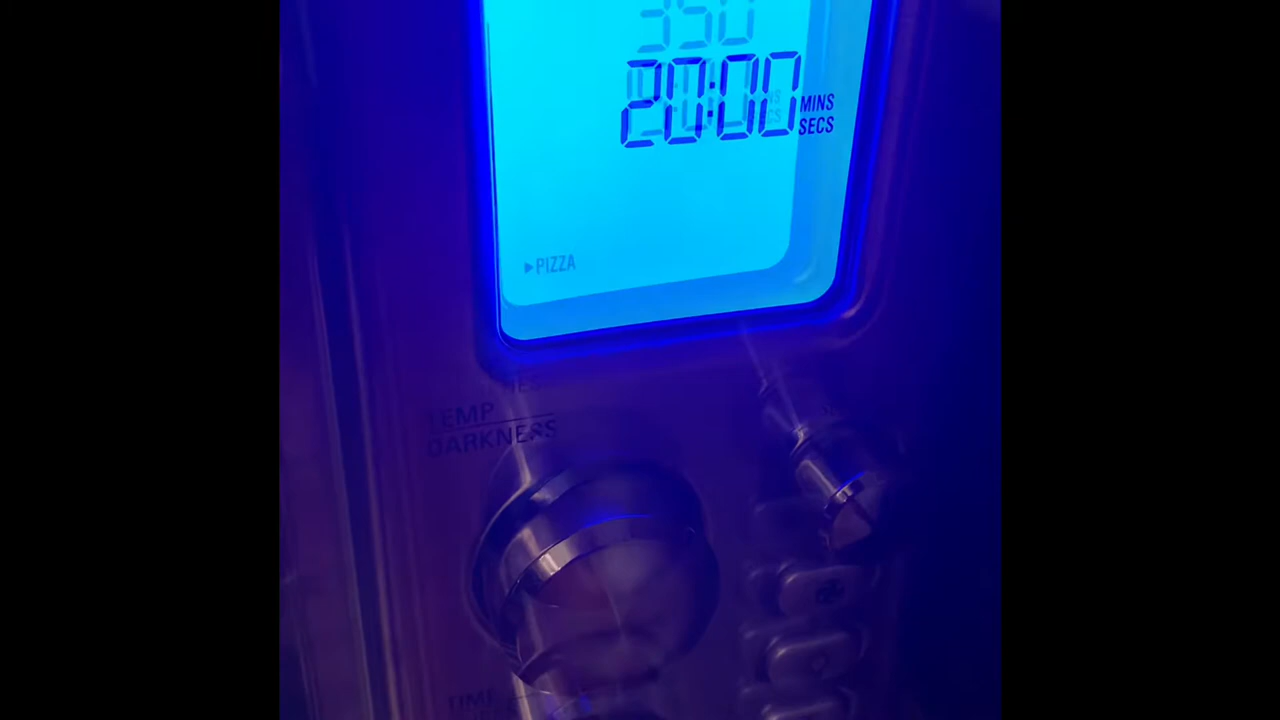 350
20:00 MINS
SECS
▶PIZZA
TEMP
DARKNESS
TIME